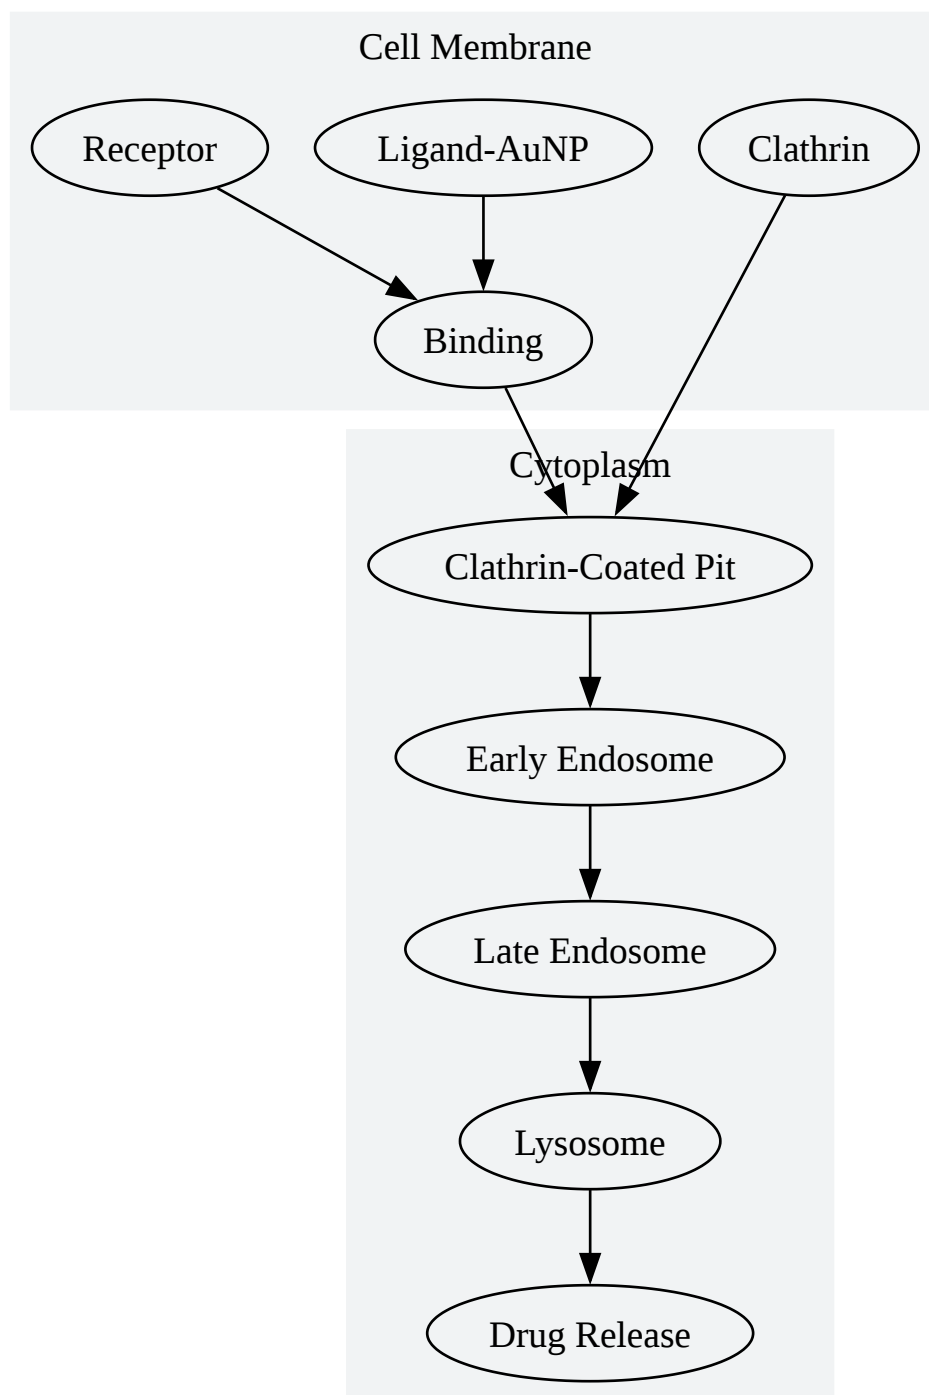 Cell Membrane
Receptor
Ligand-AuNP
Clathrin
Binding
Cytoplasm
Clathrin-Coated Pit
Early Endosome
Late Endosome
Lysosome
Drug Release